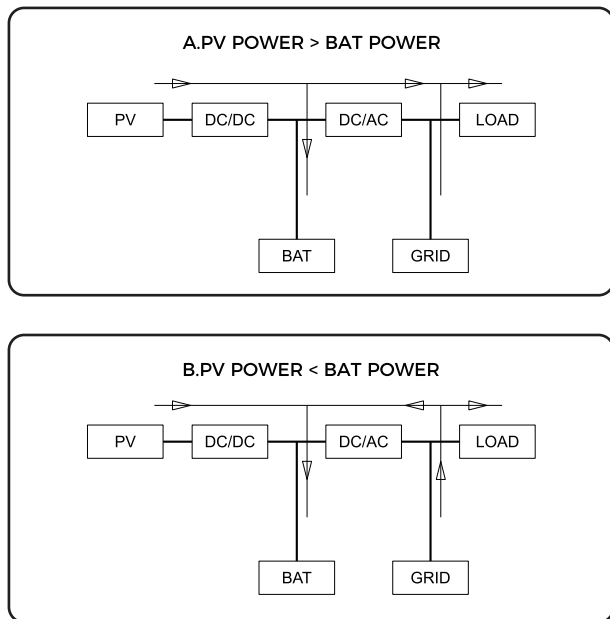 A.PV POWER > BAT POWER
PV DC/DC DC/AC LOAD
BAT GRID
B.PV POWER < BAT POWER
PV DC/DC DC/AC LOAD
BAT GRID